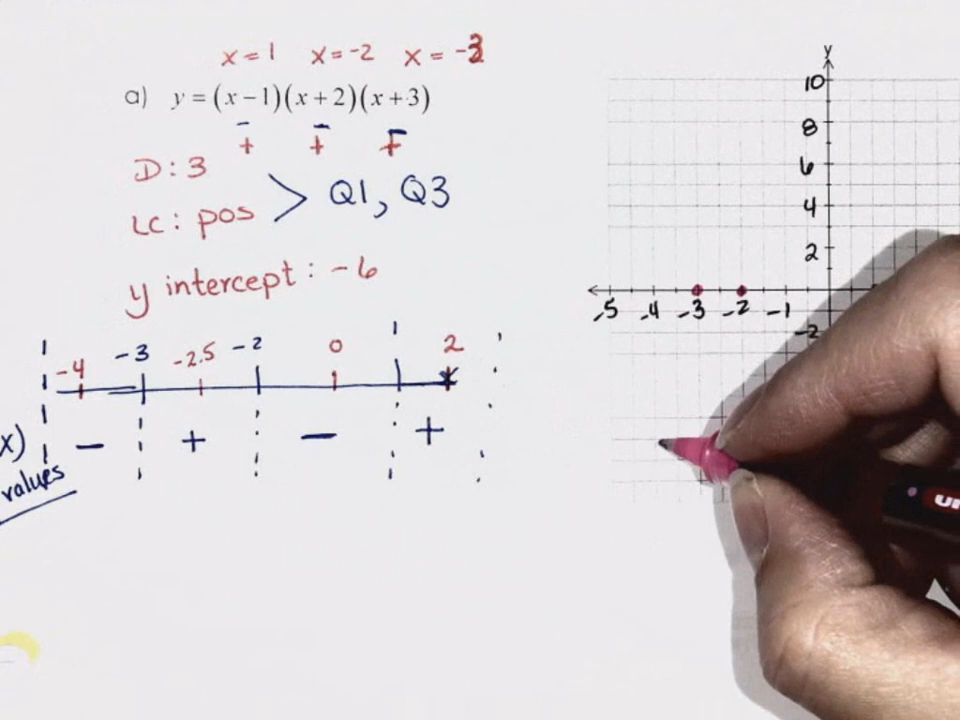 x = 1 x = -2 x = -3
a) y = (x − 1)(x + 2)(x + 3)
- - -
+ + +
D : 3
LC : pos > Q1, Q3
y intercept : -6
-4 -3 -2.5 -2 0 2
x) − + − +
values
y
10
8
6
4
2
-5 -4 -3 -2 -1
-2